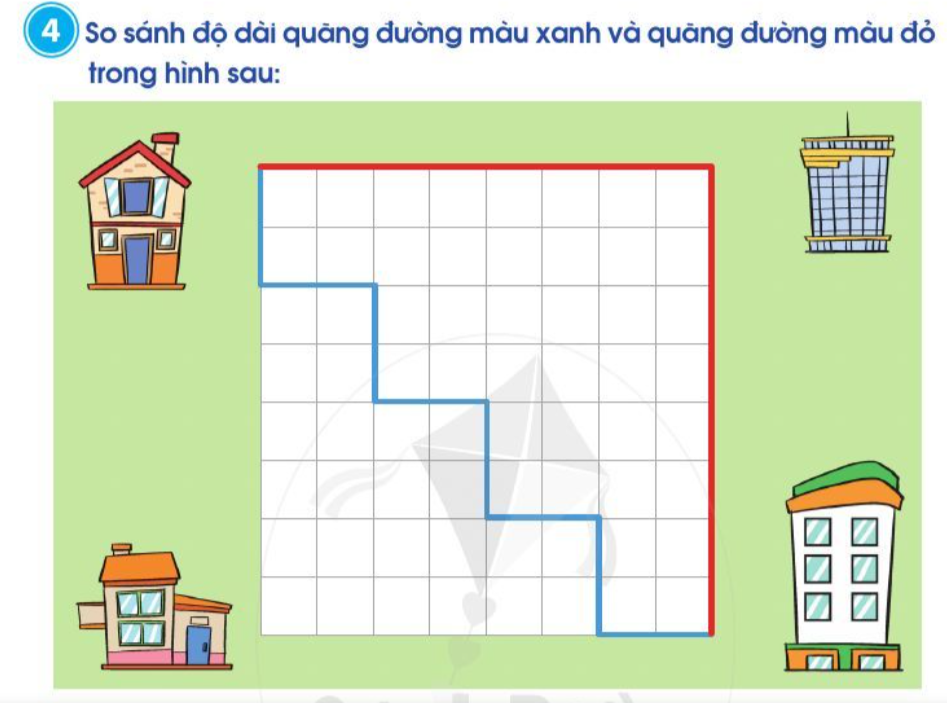 4 So sánh độ dài quãng đường màu xanh và quãng đường màu đỏ
trong hình sau: